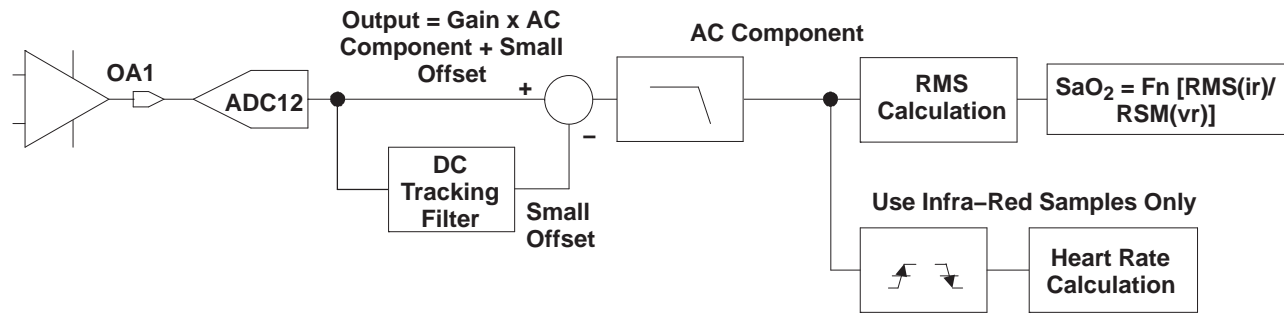 Output = Gain x AC
Component + Small
Offset
AC Component
OA1
ADC12
+
−
DC
Tracking
Filter
Small
Offset
RMS
Calculation
SaO₂ = Fn [RMS(ir)/
RSM(vr)]
Use Infra−Red Samples Only
Heart Rate
Calculation